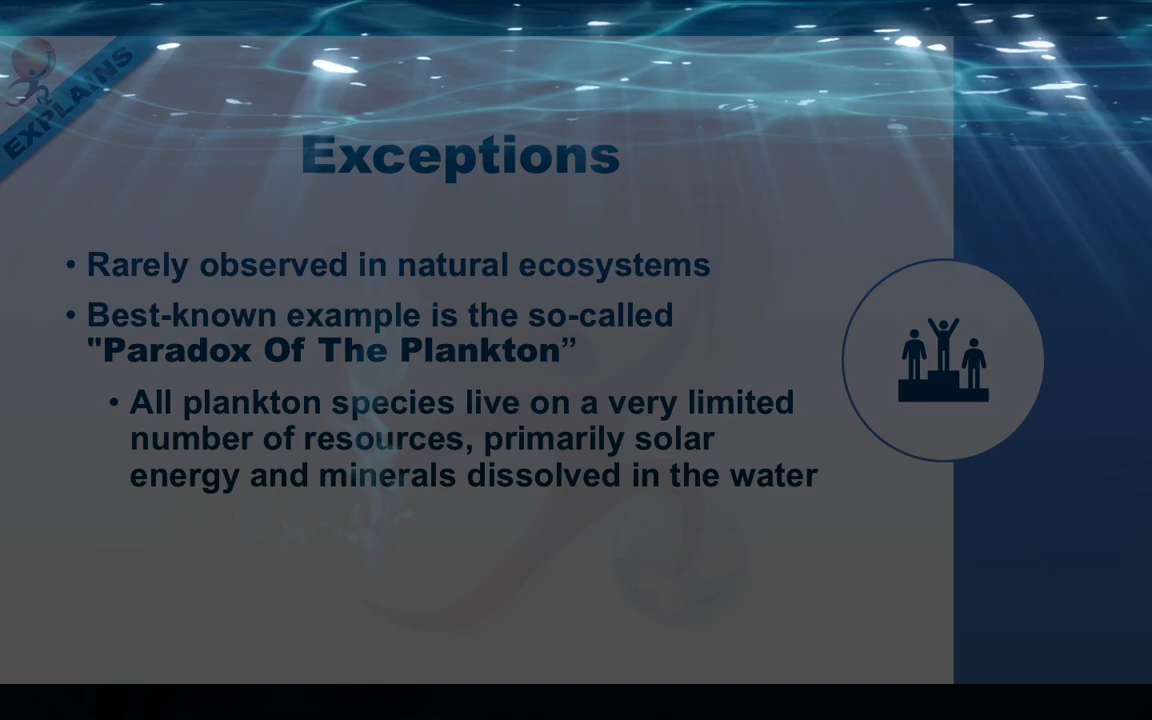 EXPLAINS
Exceptions
• Rarely observed in natural ecosystems
• Best-known example is the so-called
"Paradox Of The Plankton”
• All plankton species live on a very limited
number of resources, primarily solar
energy and minerals dissolved in the water